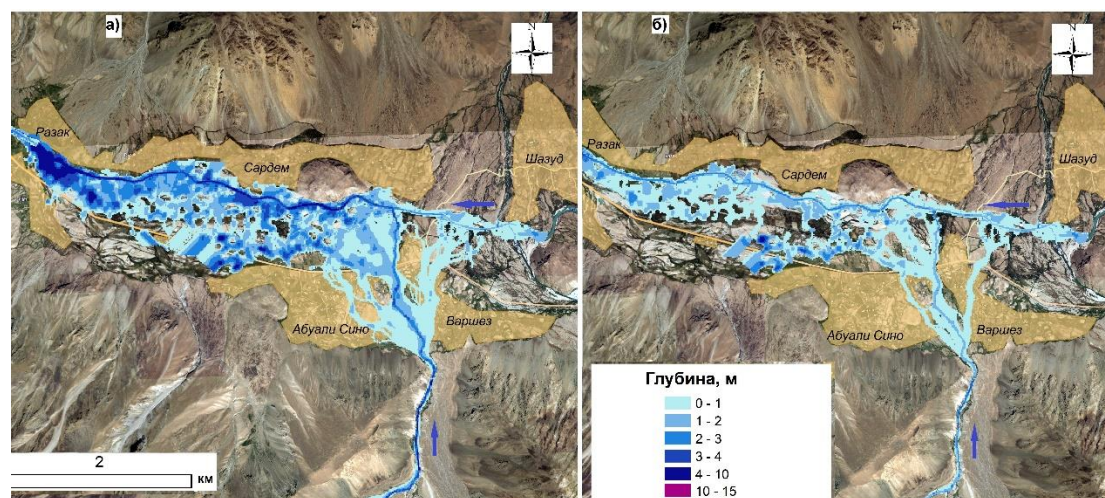 а)
Разак
Сардем
Шазуд
Абуали Сино
Варшез
2
км
б)
Разак
Сардем
Шазуд
Абуали Сино
Варшез
Глубина, м
0 - 1
1 - 2
2 - 3
3 - 4
4 - 10
10 - 15